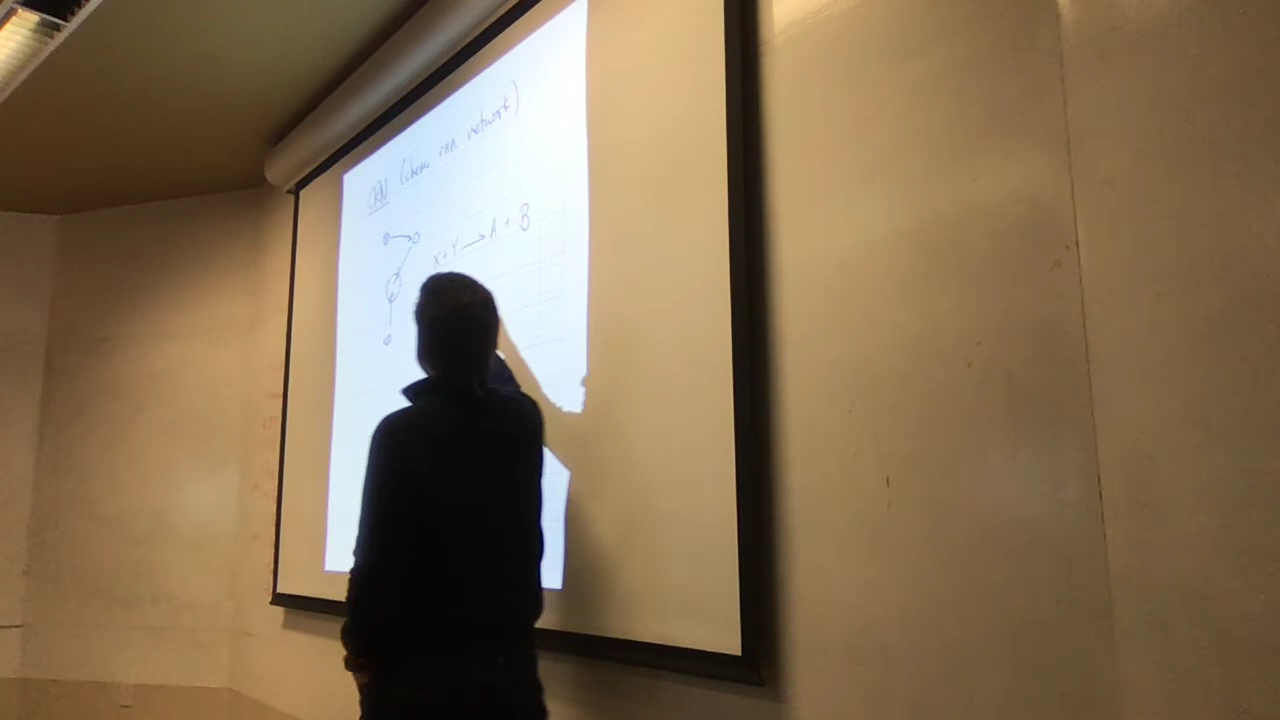 CRN (chem rxn network)
X + Y → A + B